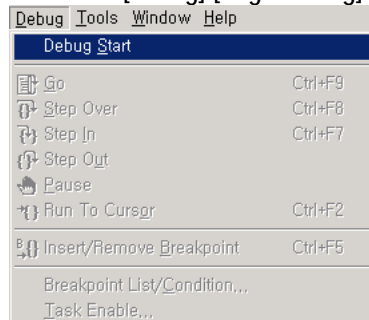 Debug Tools Window Help
Debug Start
Go Ctrl+F9
Step Over Ctrl+F8
Step In Ctrl+F7
Step Out
Pause
Run To Cursor Ctrl+F2
Insert/Remove Breakpoint Ctrl+F5
Breakpoint List/Condition...
Task Enable...